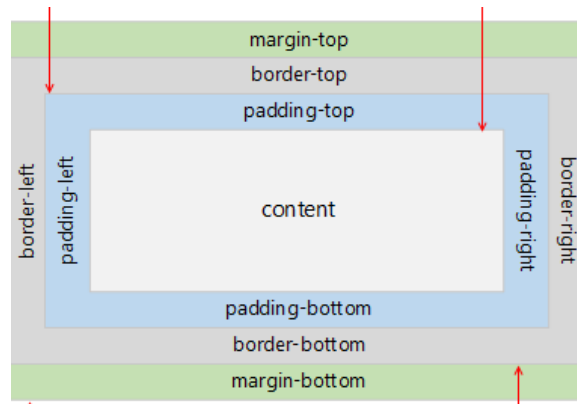 margin-top
border-top
padding-top
border-left
padding-left
content
padding-right
border-right
padding-bottom
border-bottom
margin-bottom